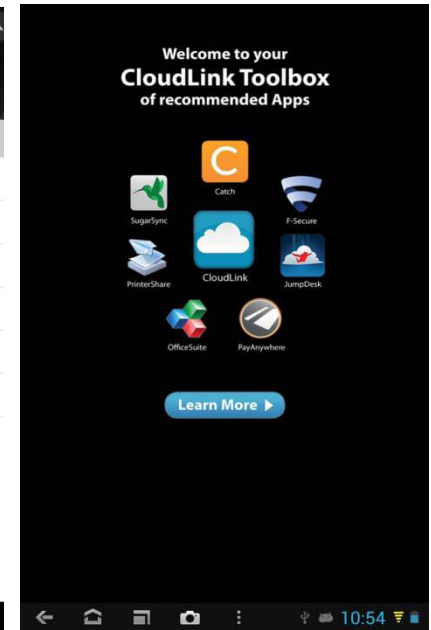 Welcome to your
CloudLink Toolbox
of recommended Apps
C
Catch
SugarSync
F-Secure
CloudLink
PrinterShare
JumpDesk
OfficeSuite
PayAnywhere
Learn More
10:54